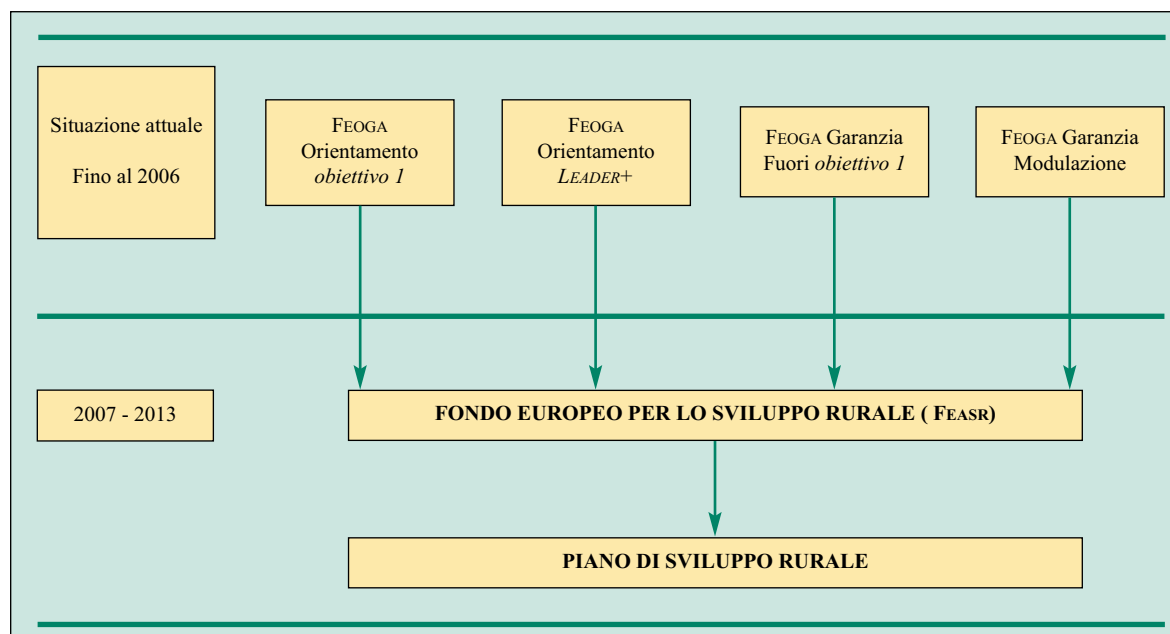 Situazione attuale
Fino al 2006
FEOGA
Orientamento
obiettivo 1
FEOGA
Orientamento
LEADER+
FEOGA Garanzia
Fuori obiettivo 1
FEOGA Garanzia
Modulazione
2007 - 2013
FONDO EUROPEO PER LO SVILUPPO RURALE ( FEASR)
PIANO DI SVILUPPO RURALE